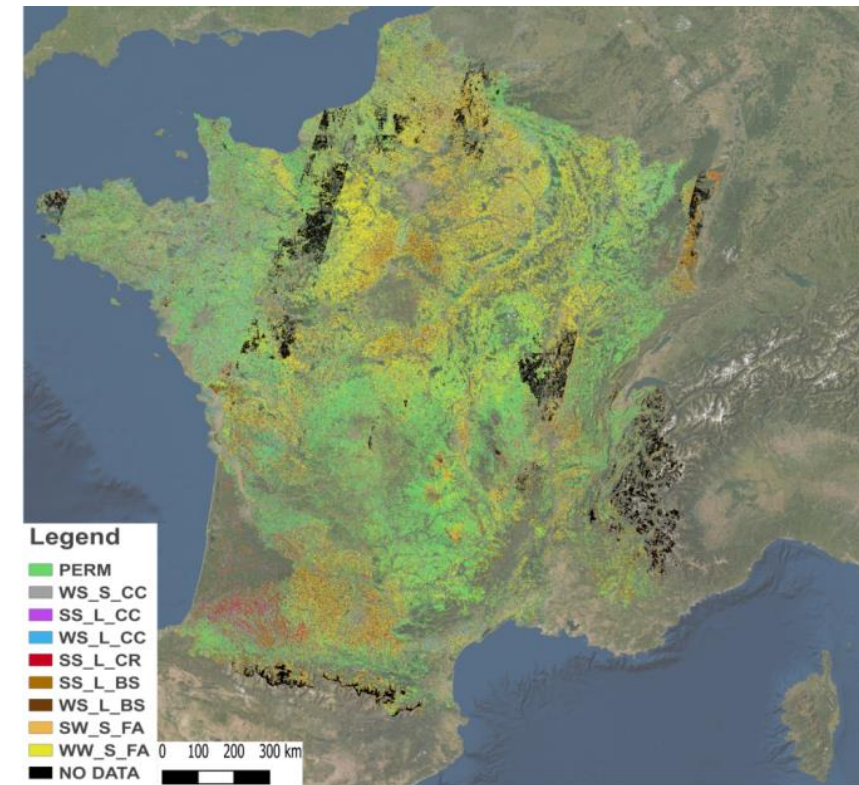 Legend
PERM
WS_S_CC
SS_L_CC
WS_L_CC
SS_L_CR
SS_L_BS
WS_L_BS
SW_S_FA
WW_S_FA
NO DATA
0 100 200 300 km